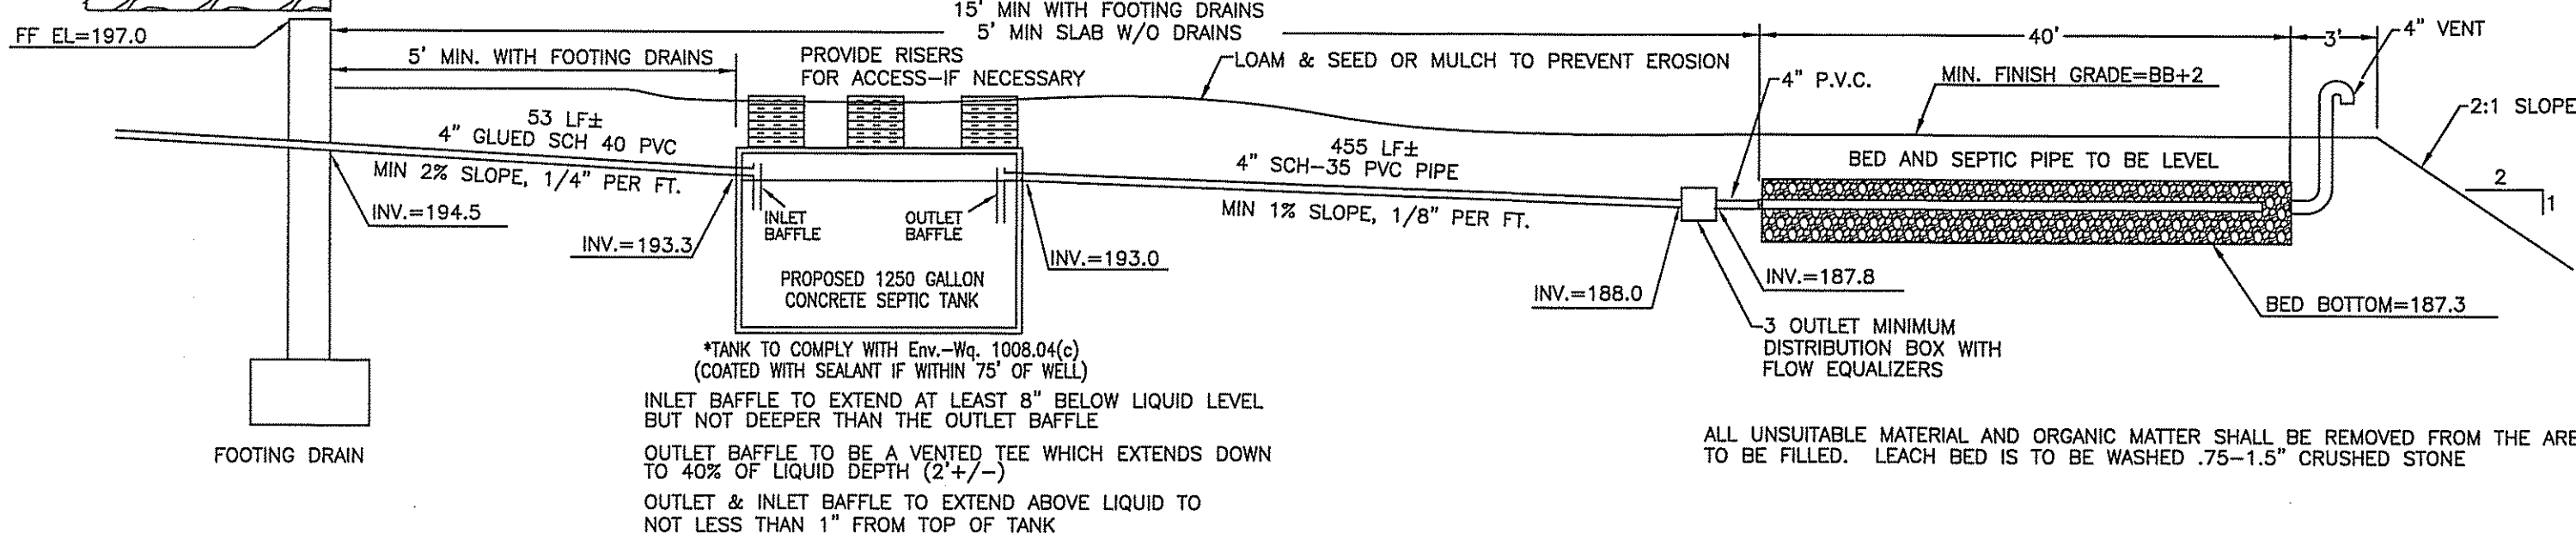 15' MIN WITH FOOTING DRAINS
5' MIN SLAB W/O DRAINS
FF EL=197.0
5' MIN. WITH FOOTING DRAINS
PROVIDE RISERS
FOR ACCESS-IF NECESSARY
LOAM & SEED OR MULCH TO PREVENT EROSION
40'
3'
4" VENT
4" P.V.C.
MIN. FINISH GRADE=BB+2
2:1 SLOPE
53 LF±
4" GLUED SCH 40 PVC
MIN 2% SLOPE, 1/4" PER FT.
455 LF±
4" SCH-35 PVC PIPE
MIN 1% SLOPE, 1/8" PER FT.
BED AND SEPTIC PIPE TO BE LEVEL
2
1
INV.=194.5
INV.=193.3
INLET
BAFFLE
OUTLET
BAFFLE
INV.=193.0
PROPOSED 1250 GALLON
CONCRETE SEPTIC TANK
INV.=188.0
INV.=187.8
BED BOTTOM=187.3
3 OUTLET MINIMUM
DISTRIBUTION BOX WITH
FLOW EQUALIZERS
*TANK TO COMPLY WITH Env.-Wq. 1008.04(c)
(COATED WITH SEALANT IF WITHIN 75' OF WELL)
INLET BAFFLE TO EXTEND AT LEAST 8" BELOW LIQUID LEVEL
BUT NOT DEEPER THAN THE OUTLET BAFFLE
OUTLET BAFFLE TO BE A VENTED TEE WHICH EXTENDS DOWN
TO 40% OF LIQUID DEPTH (2'+/-)
OUTLET & INLET BAFFLE TO EXTEND ABOVE LIQUID TO
NOT LESS THAN 1" FROM TOP OF TANK
FOOTING DRAIN
ALL UNSUITABLE MATERIAL AND ORGANIC MATTER SHALL BE REMOVED FROM THE ARE
TO BE FILLED. LEACH BED IS TO BE WASHED .75-1.5" CRUSHED STONE